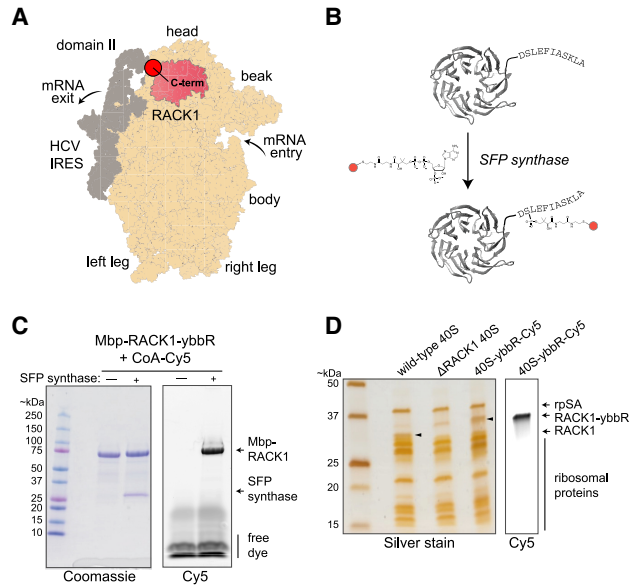 A
head
domain II
mRNA
exit
C-term
RACK1
beak
HCV
IRES
mRNA
entry
body
left leg
right leg
B
DSLEFIASKLA
SFP synthase
DSLEFIASKLA
C
Mbp-RACK1-ybbR
+ CoA-Cy5
SFP synthase: — + — +
~kDa
250
150
100
75
50
37
25
20
15
10
Mbp-
RACK1
SFP
synthase
free
dye
Coomassie
Cy5
D
wild-type 40S
ΔRACK1 40S
40S-ybbR-Cy5
40S-ybbR-Cy5
~kDa
50
37
25
20
15
rpSA
RACK1-ybbR
RACK1
ribosomal
proteins
Silver stain
Cy5